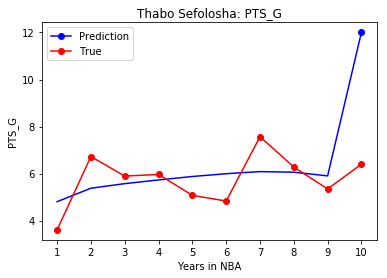 Thabo Sefolosha: PTS_G
Prediction
True
12
10
8
6
4
PTS_G
1 2 3 4 5 6 7 8 9 10
Years in NBA